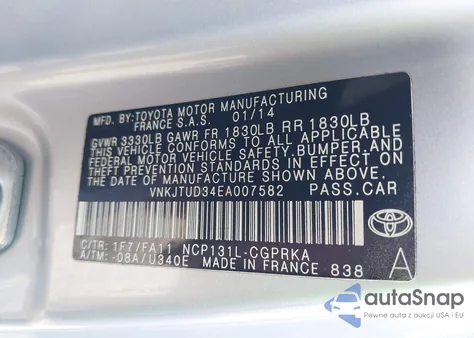 MFD. BY: TOYOTA MOTOR MANUFACTURING
FRANCE S.A.S. 01/14
GVWR 3330LB GAWR FR 1830LB RR 1830LB
THIS VEHICLE CONFORMS TO ALL APPLICABLE
FEDERAL MOTOR VEHICLE SAFETY, BUMPER, AND
THEFT PREVENTION STANDARDS IN EFFECT ON
THE DATE OF MANUFACTURE SHOWN ABOVE.
VNKJTUD34EA007582 PASS.CAR
C/TR: 1F7/FA11 NCP131L-CGPRKA
A/TM: -08A/U340E MADE IN FRANCE 838
TOYOTA
A
autoSnap
Pewne auta z aukcji USA i EU